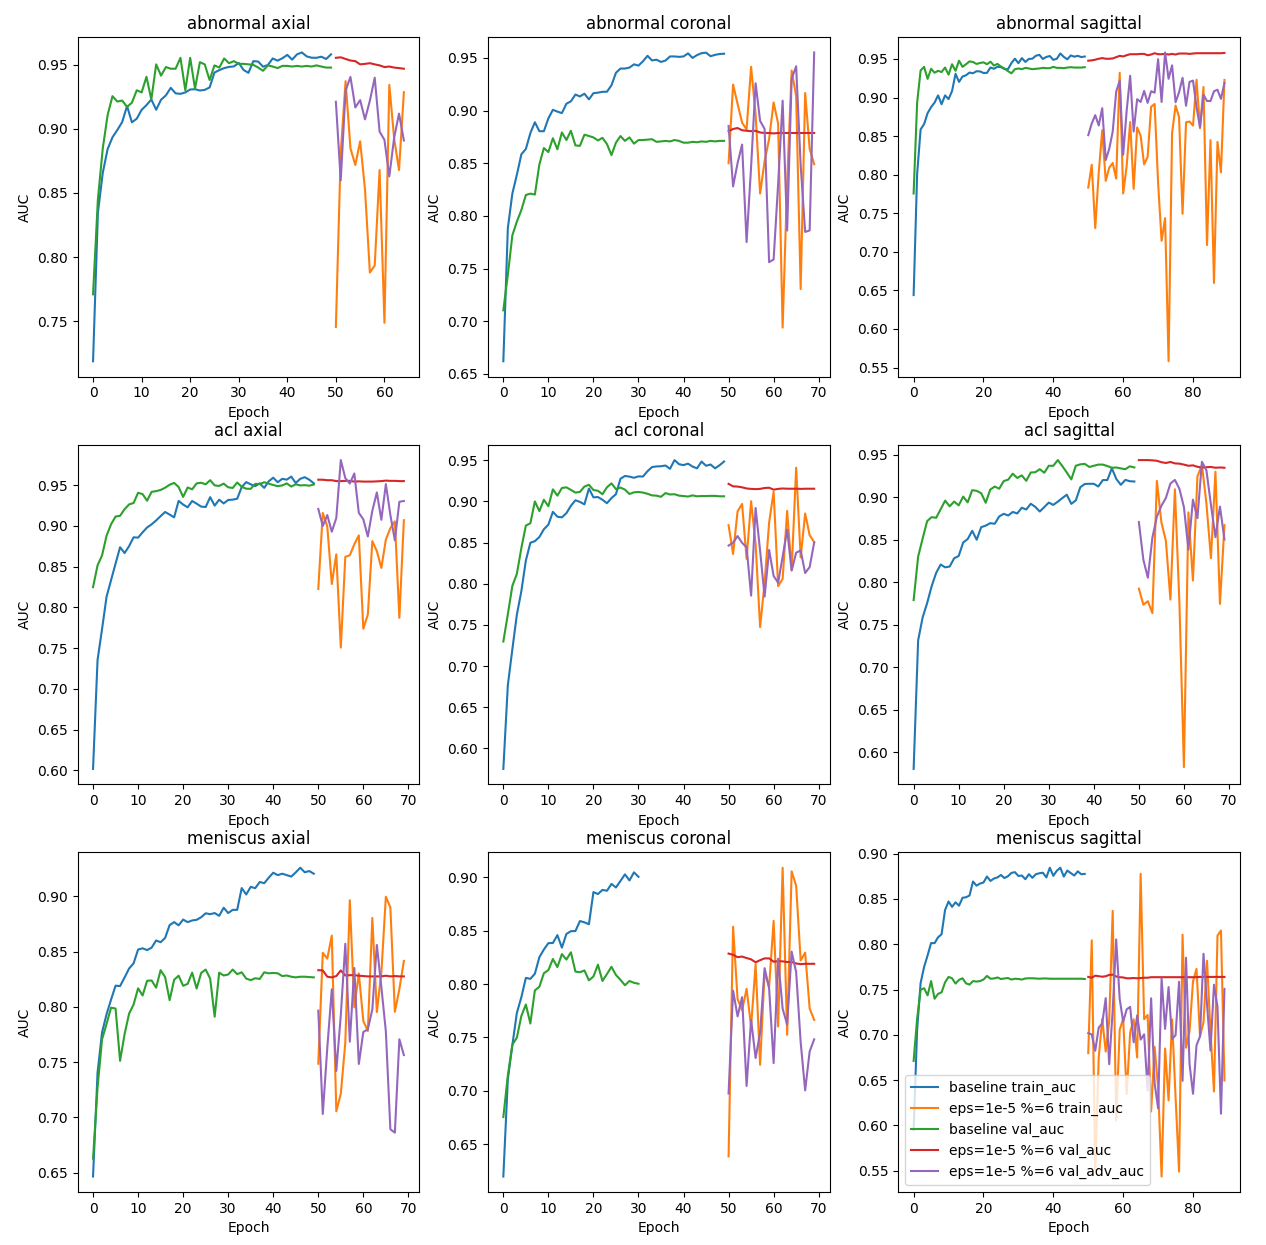 abnormal axial
abnormal coronal
abnormal sagittal
AUC
0.95
0.90
0.85
0.80
0.75
0 10 20 30 40 50 60
Epoch
AUC
0.95
0.90
0.85
0.80
0.75
0.70
0.65
0 10 20 30 40 50 60 70
Epoch
AUC
0.95
0.90
0.85
0.80
0.75
0.70
0.65
0.60
0.55
0 20 40 60 80
Epoch
acl axial
acl coronal
acl sagittal
AUC
0.95
0.90
0.85
0.80
0.75
0.70
0.65
0.60
0 10 20 30 40 50 60 70
Epoch
AUC
0.95
0.90
0.85
0.80
0.75
0.70
0.65
0.60
0 10 20 30 40 50 60 70
Epoch
AUC
0.95
0.90
0.85
0.80
0.75
0.70
0.65
0.60
0 10 20 30 40 50 60 70
Epoch
meniscus axial
meniscus coronal
meniscus sagittal
AUC
0.90
0.85
0.80
0.75
0.70
0.65
0 10 20 30 40 50 60 70
Epoch
AUC
0.90
0.85
0.80
0.75
0.70
0.65
0 10 20 30 40 50 60 70
Epoch
AUC
0.90
0.85
0.80
0.75
0.70
0.65
0.60
0.55
0 20 40 60 80
Epoch
baseline train_auc
eps=1e-5 %=6 train_auc
baseline val_auc
eps=1e-5 %=6 val_auc
eps=1e-5 %=6 val_adv_auc